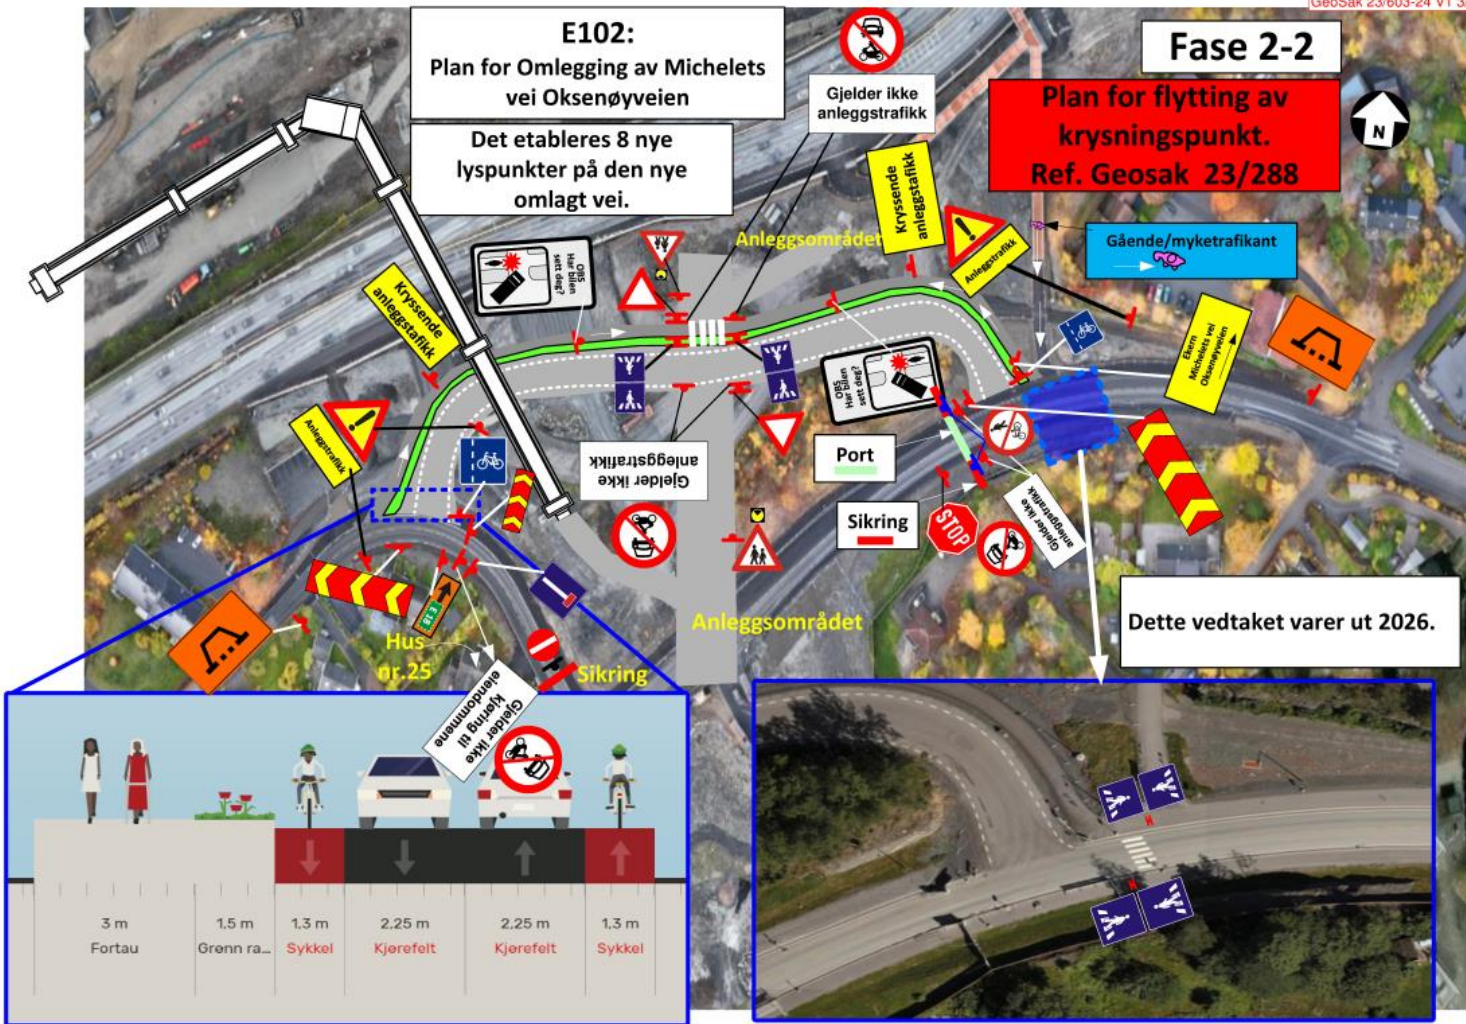 GeoSak 23/603-24 V1
E102:
Plan for Omlegging av Michelets
vei Oksenøyveien
Det etableres 8 nye
lyspunkter på den nye
omlagt vei.
Gjelder ikke
anleggstrafikk
Fase 2-2
Plan for flytting av
krysningspunkt.
Ref. Geosak 23/288
N
Gående/myketrafikant
Kryssende
anleggstafikk
Anleggsområdet
Anleggstrafikk
OBS
Har bilen
sett deg?
Kryssende
anleggstafikk
Ekern
Michelets vei
Oksenøyveien
OBS
Har bilen
sett deg?
Anleggstrafikk
Gjelder ikke
anleggstrafikk
Port
Sikring
STOP
Gjelder ikke
anleggstrafikk
E 18
Hus
nr.25
Sikring
Anleggsområdet
Dette vedtaket varer ut 2026.
Gjelder ikke
kjøring til
eiendommene
3 m
Fortau
1,5 m
Grønn ra...
1,3 m
Sykkel
2,25 m
Kjørefelt
2,25 m
Kjørefelt
1,3 m
Sykkel